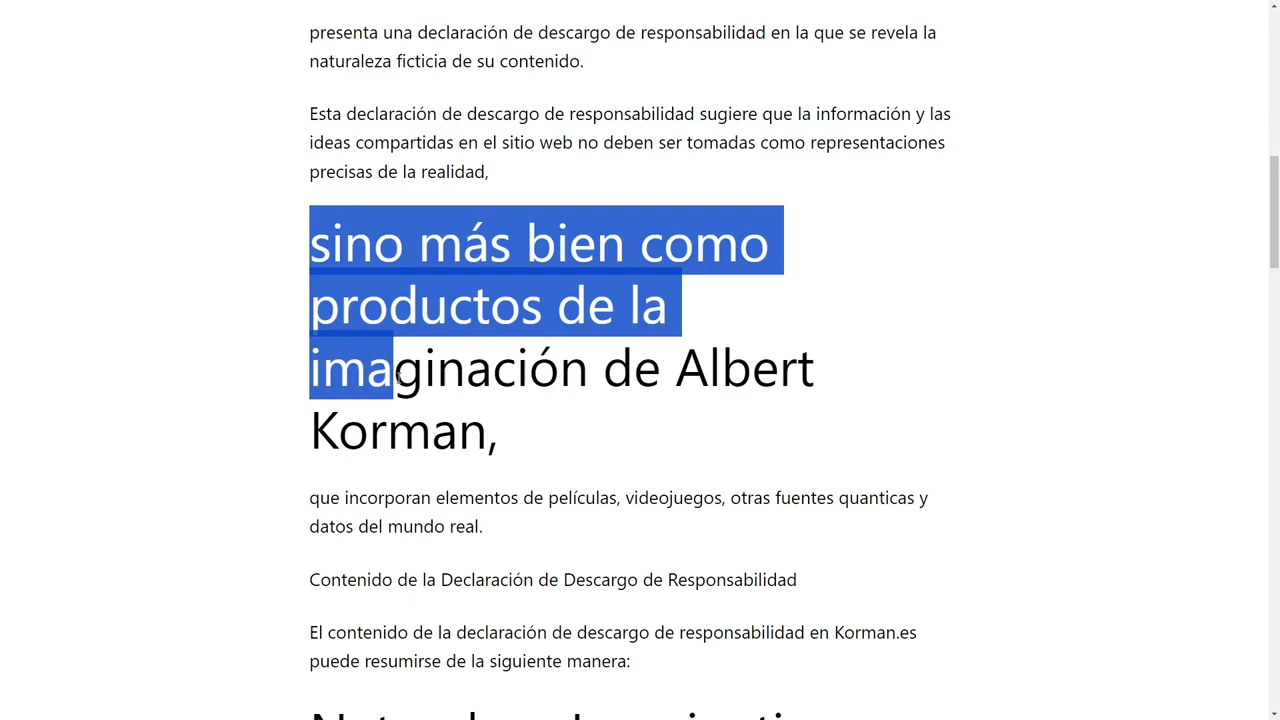 presenta una declaración de descargo de responsabilidad en la que se revela la
naturaleza ficticia de su contenido.
Esta declaración de descargo de responsabilidad sugiere que la información y las
ideas compartidas en el sitio web no deben ser tomadas como representaciones
precisas de la realidad,
sino más bien como
productos de la
imaginación de Albert
Korman,
que incorporan elementos de películas, videojuegos, otras fuentes quanticas y
datos del mundo real.
Contenido de la Declaración de Descargo de Responsabilidad
El contenido de la declaración de descargo de responsabilidad en Korman.es
puede resumirse de la siguiente manera: